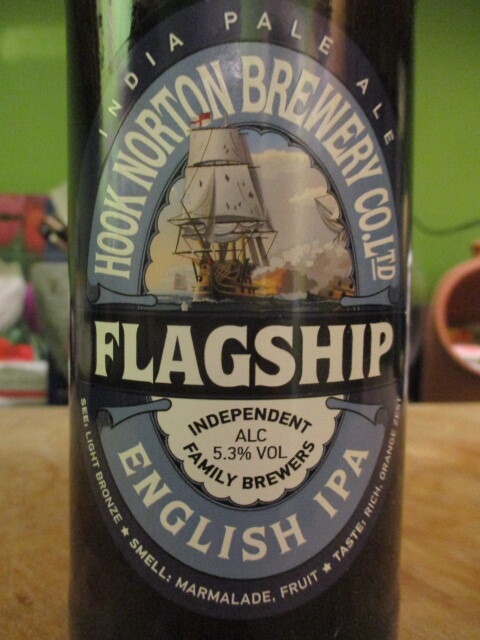 INDIA PALE ALE
HOOK NORTON BREWERY CO. LTD
FLAGSHIP
INDEPENDENT
ALC
5.3% VOL
FAMILY BREWERS
ENGLISH IPA
SEE: LIGHT BRONZE ★ SMELL: MARMALADE, FRUIT ★ TASTE: RICH, ORANGE ZEST